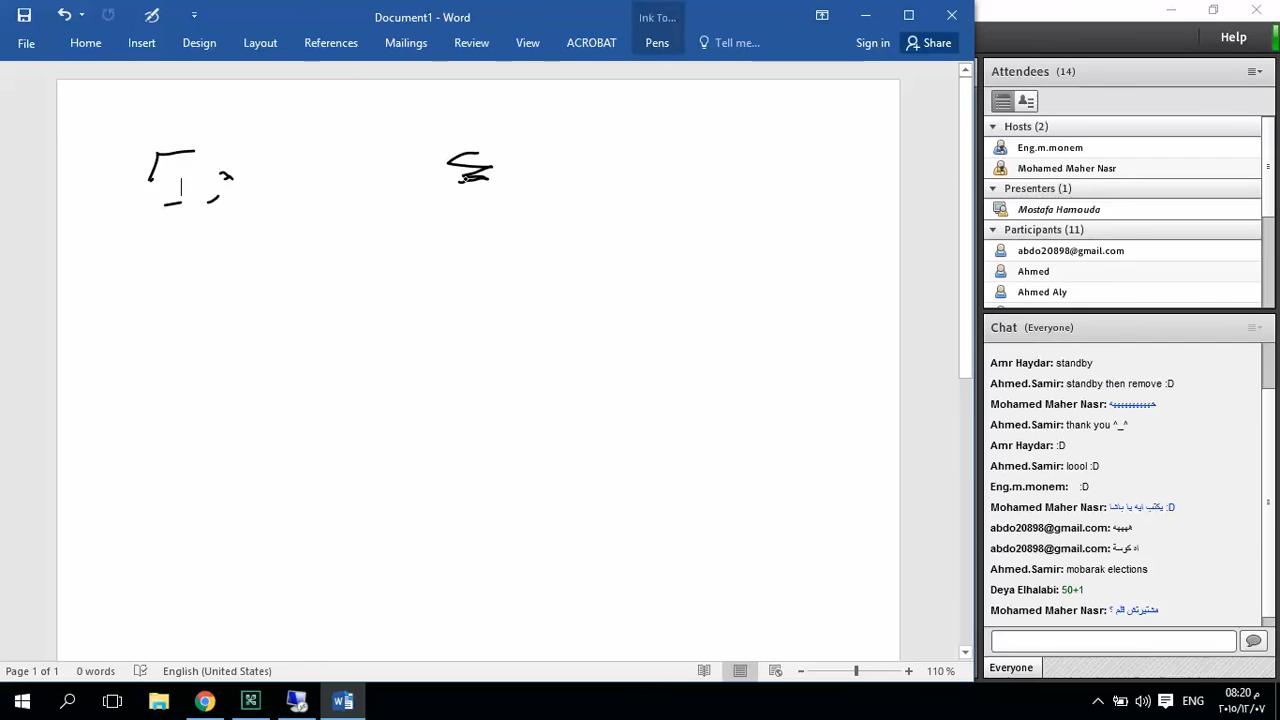 Document1 - Word
Ink To...
File
Home
Insert
Design
Layout
References
Mailings
Review
View
ACROBAT
Pens
Tell me...
Sign in
Share
Help
Attendees (14)
Hosts (2)
Eng.m.monem
Mohamed Maher Nasr
Presenters (1)
Mostafa Hamouda
Participants (11)
abdo20898@gmail.com
Ahmed
Ahmed Aly
Chat (Everyone)
Amr Haydar: standby
Ahmed.Samir: standby then remove :D
Mohamed Maher Nasr:
Ahmed.Samir: thank you ^_^
Amr Haydar: :D
Ahmed.Samir: loool :D
Eng.m.monem: :D
Mohamed Maher Nasr: يكتب ايه يا باشا :D
abdo20898@gmail.com: ههيهه
abdo20898@gmail.com: اه كوسة
Ahmed.Samir: mobarak elections
Deya Elhalabi: 50+1
Mohamed Maher Nasr: مشتيرتش قلم ؟
Everyone
Page 1 of 1
0 words
English (United States)
110 %
ENG
08:20 م
٢٠١٥/١٢/٠٧